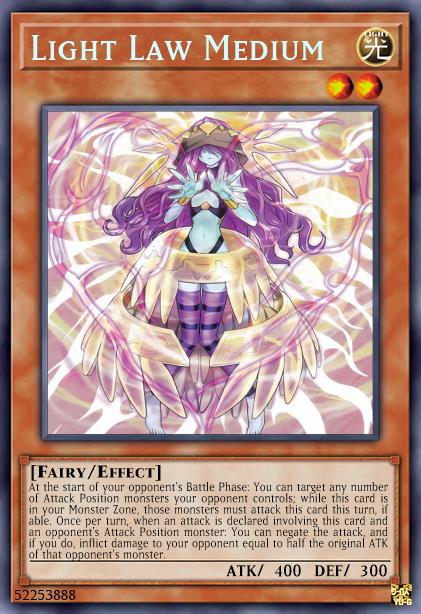 LIGHT LAW MEDIUM
LIGHT
光
[FAIRY/EFFECT]
At the start of your opponent's Battle Phase: You can target any number
of Attack Position monsters your opponent controls; while this card is
in your Monster Zone, those monsters must attack this card this turn, if
able. Once per turn, when an attack is declared involving this card and
an opponent's Attack Position monster: You can negate the attack, and
if you do, inflict damage to your opponent equal to half the original ATK
of that opponent's monster.
ATK/ 400 DEF/ 300
52253888